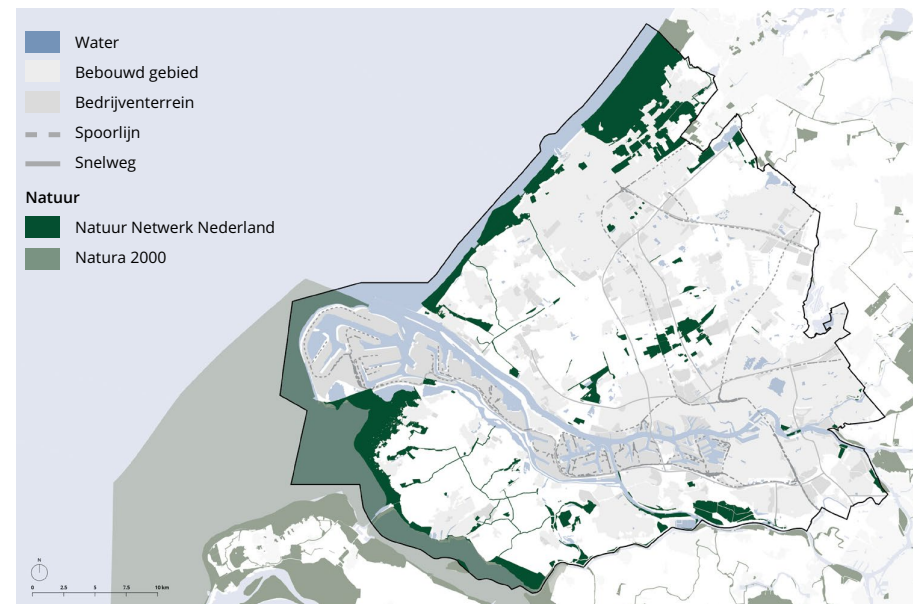 Water
Bebouwd gebied
Bedrijventerrein
Spoorlijn
Snelweg
Natuur
Natuur Netwerk Nederland
Natura 2000
N
0 2.5 5 7.5 10 km